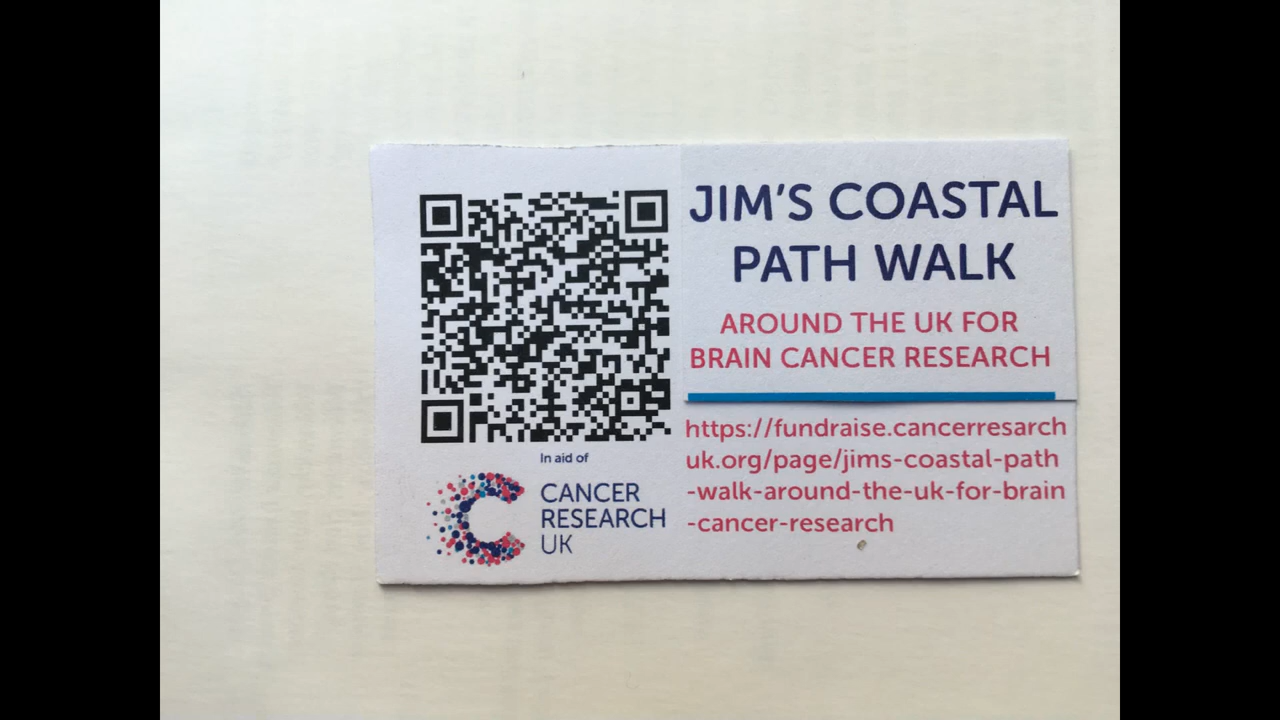 JIM'S COASTAL
PATH WALK
AROUND THE UK FOR
BRAIN CANCER RESEARCH
https://fundraise.cancerresarch
uk.org/page/jims-coastal-path
-walk-around-the-uk-for-brain
-cancer-research
In aid of
CANCER
RESEARCH
UK